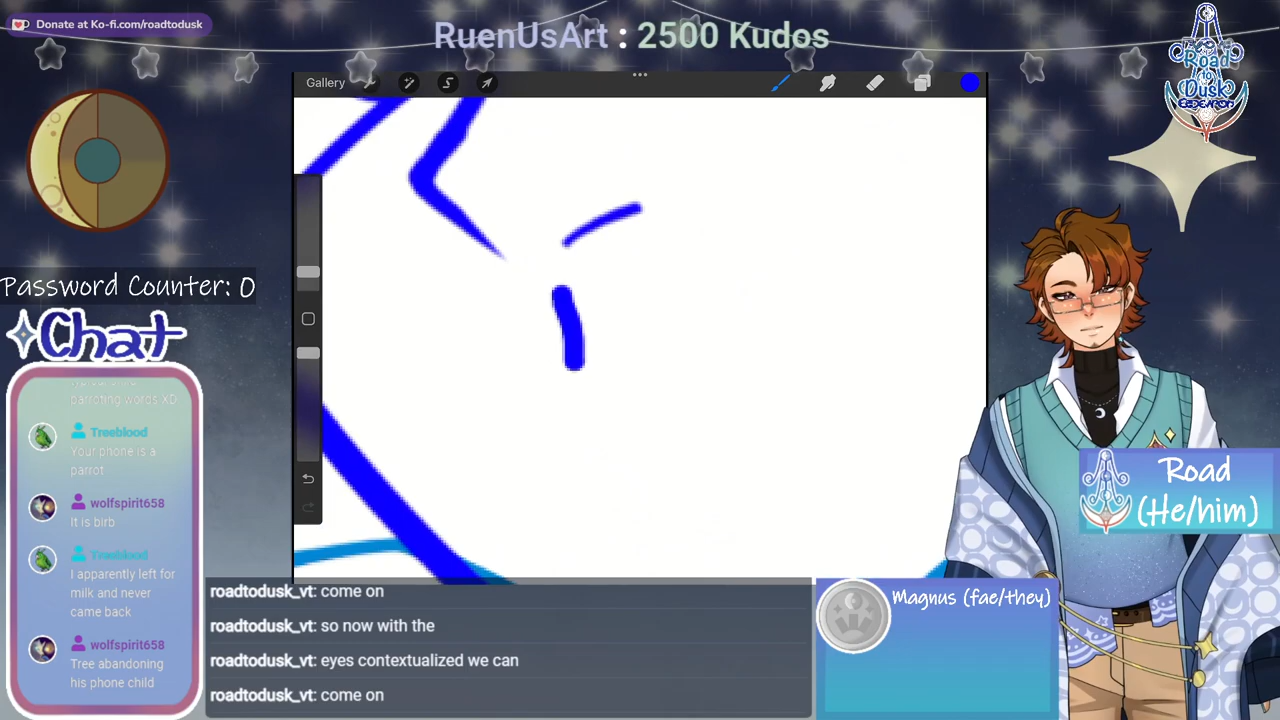 Donate at Ko-fi.com/roadtodusk
RuenUsArt : 2500 Kudos
Road
to
Dusk
Gallery
Password Counter: 0
Chat
parroting words XD
Treeblood
Your phone is a
parrot
wolfspirit658
It is birb
Treeblood
I apparently left for
milk and never
came back
wolfspirit658
Tree abandoning
his phone child
roadtodusk_vt: come on
roadtodusk_vt: so now with the
roadtodusk_vt: eyes contextualized we can
roadtodusk_vt: come on
Magnus (fae/they)
Road
(He/him)